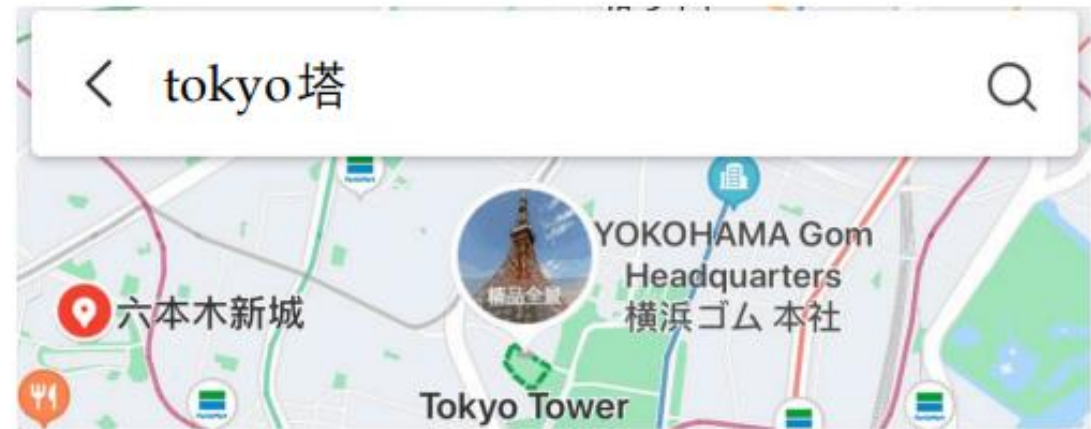 tokyo塔
YOKOHAMA Gom
Headquarters
横浜ゴム 本社
精品全景
六本木新城
Tokyo Tower